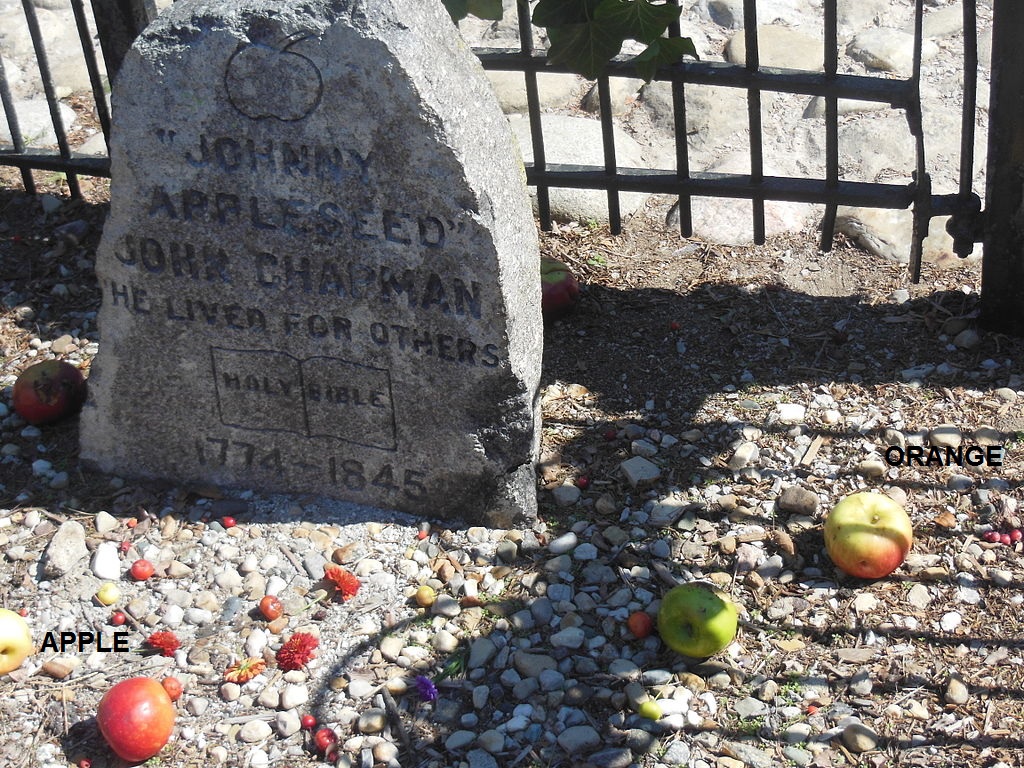 "JOHNNY
APPLESEED"
JOHN CHAPMAN
HE LIVED FOR OTHERS
HOLY BIBLE
1774-1845
ORANGE
APPLE